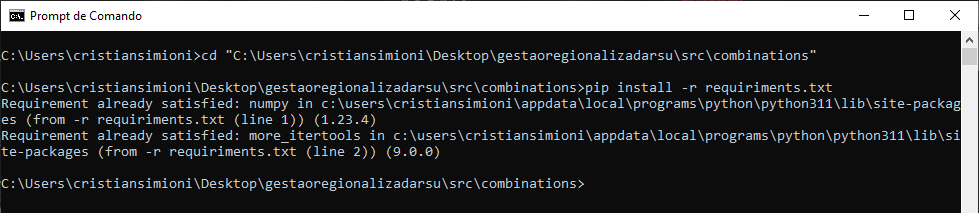 Prompt de Comando
C:\Users\cristiansimioni>cd "C:\Users\cristiansimioni\Desktop\gestaoregionalizadarsu\src\combinations"
C:\Users\cristiansimioni\Desktop\gestaoregionalizadarsu\src\combinations>pip install -r requiriments.txt
Requirement already satisfied: numpy in c:\users\cristiansimioni\appdata\local\programs\python\python311\lib\site-packag
es (from -r requiriments.txt (line 1)) (1.23.4)
Requirement already satisfied: more_itertools in c:\users\cristiansimioni\appdata\local\programs\python\python311\lib\si
te-packages (from -r requiriments.txt (line 2)) (9.0.0)
C:\Users\cristiansimioni\Desktop\gestaoregionalizadarsu\src\combinations>